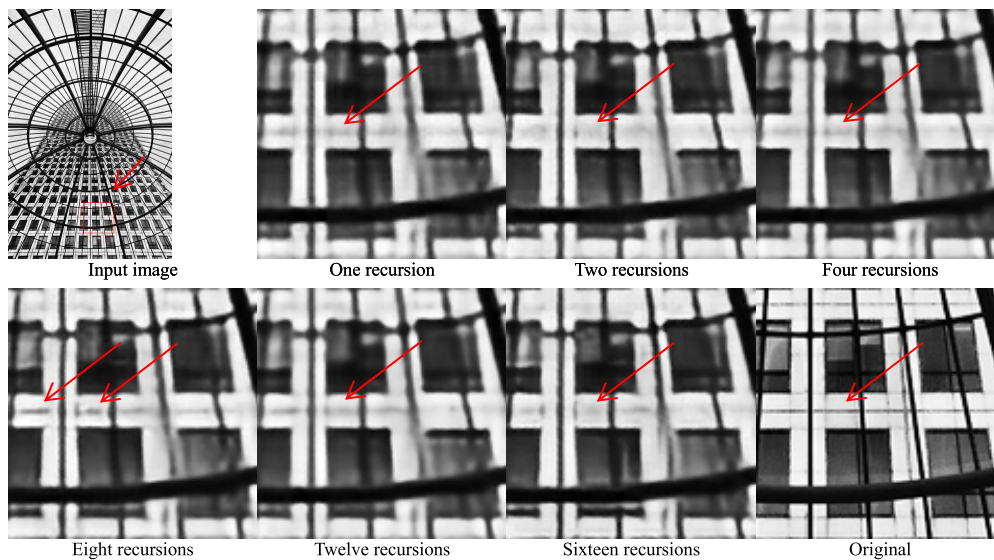 Input image
One recursion
Two recursions
Four recursions
Eight recursions
Twelve recursions
Sixteen recursions
Original